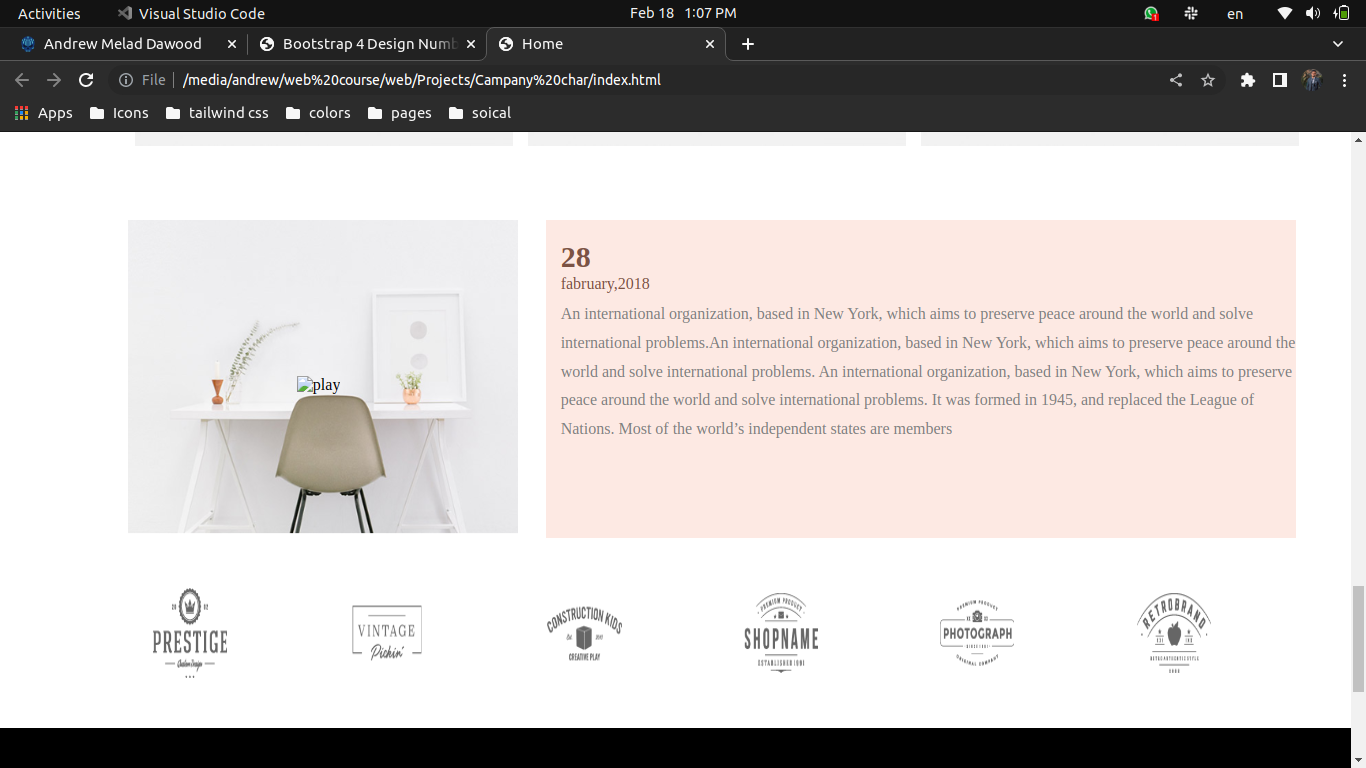 Activities
Visual Studio Code
Feb 18 1:07 PM
en
Andrew Melad Dawood
Bootstrap 4 Design Numb
Home
File
/media/andrew/web%20course/web/Projects/Campany%20char/index.html
Apps
Icons
tailwind css
colors
pages
soical
play
28
fabruary,2018
An international organization, based in New York, which aims to preserve peace around the world and solve
international problems.An international organization, based in New York, which aims to preserve peace around the
world and solve international problems. An international organization, based in New York, which aims to preserve
peace around the world and solve international problems. It was formed in 1945, and replaced the League of
Nations. Most of the world’s independent states are members
PRESTIGE
VINTAGE
Pickin'
CONSTRUCTION KIDS
CREATIVE PLAY
PREMIUM PRODUCT
SHOPNAME
ESTABLISHED 1981
PREMIUM PRODUCT
PHOTOGRAPH
ORIGINAL COMPANY
RETROBRAND